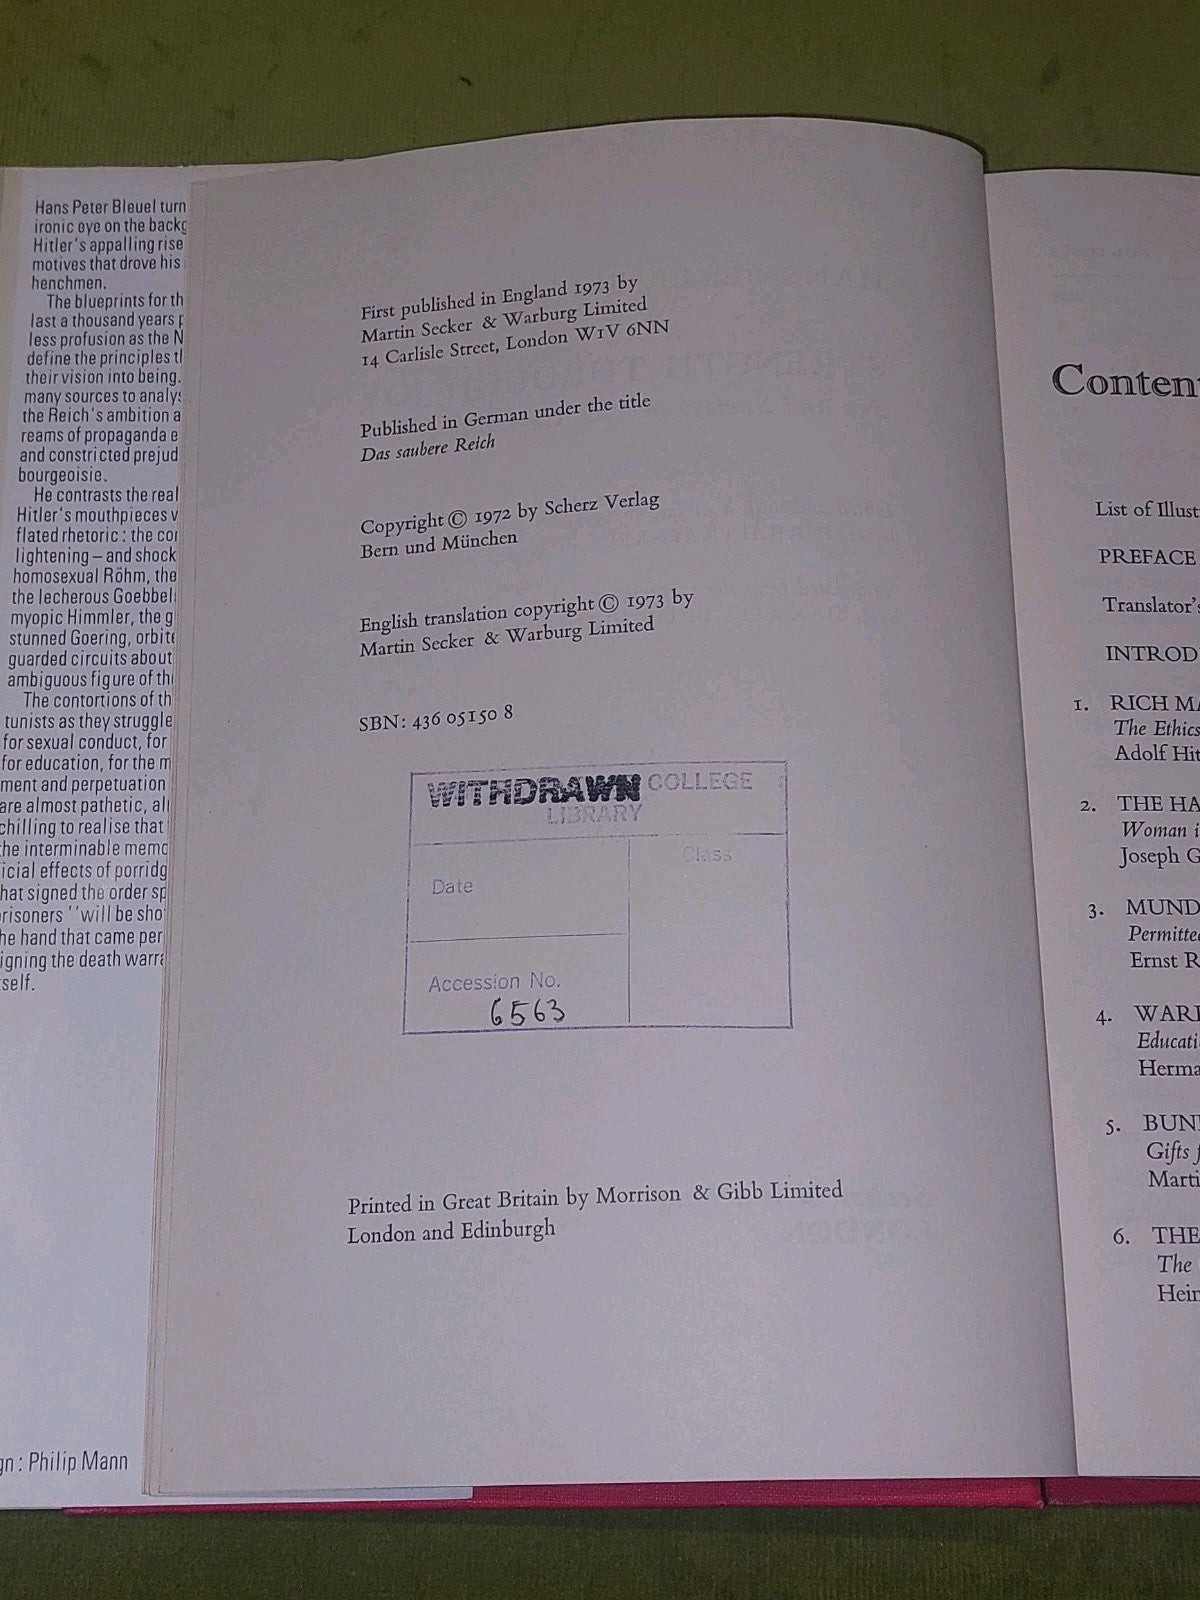 Hans Peter Bleuel turn
ironic eye on the backg
Hitler's appalling rise
motives that drove his
henchmen.
The blueprints for th
last a thousand years p
less profusion as the N
define the principles th
their vision into being.
many sources to analys
the Reich's ambition a
reams of propaganda e
and constricted prejud
bourgeoisie.
He contrasts the real
Hitler's mouthpieces v
flated rhetoric : the cor
lightening – and shock
homosexual Röhm, the
the lecherous Goebbels
myopic Himmler, the g
stunned Goering, orbite
guarded circuits about
ambiguous figure of the
The contortions of th
tunists as they struggle
for sexual conduct, for
for education, for the m
ment and perpetuation
are almost pathetic, alt
chilling to realise that
he interminable memo
icial effects of porridg
hat signed the order sp
risoners ''will be sho
he hand that came per
igning the death warra
self.
gn : Philip Mann
First published in England 1973 by
Martin Secker & Warburg Limited
14 Carlisle Street, London W1V 6NN
Published in German under the title
Das saubere Reich
Copyright © 1972 by Scherz Verlag
Bern und München
English translation copyright © 1973 by
Martin Secker & Warburg Limited
SBN: 436 05150 8
WITHDRAWN COLLEGE
LIBRARY
Class
Date
Accession No.
6563
Printed in Great Britain by Morrison & Gibb Limited
London and Edinburgh
Content
List of Illust
PREFACE
Translator's
INTROD
1. RICH MA
The Ethics
Adolf Hit
2. THE HA
Woman i
Joseph G
3. MUND
Permitted
Ernst R
4. WARR
Educati
Herma
5. BUN
Gifts f
Marti
6. THE
The
Hein